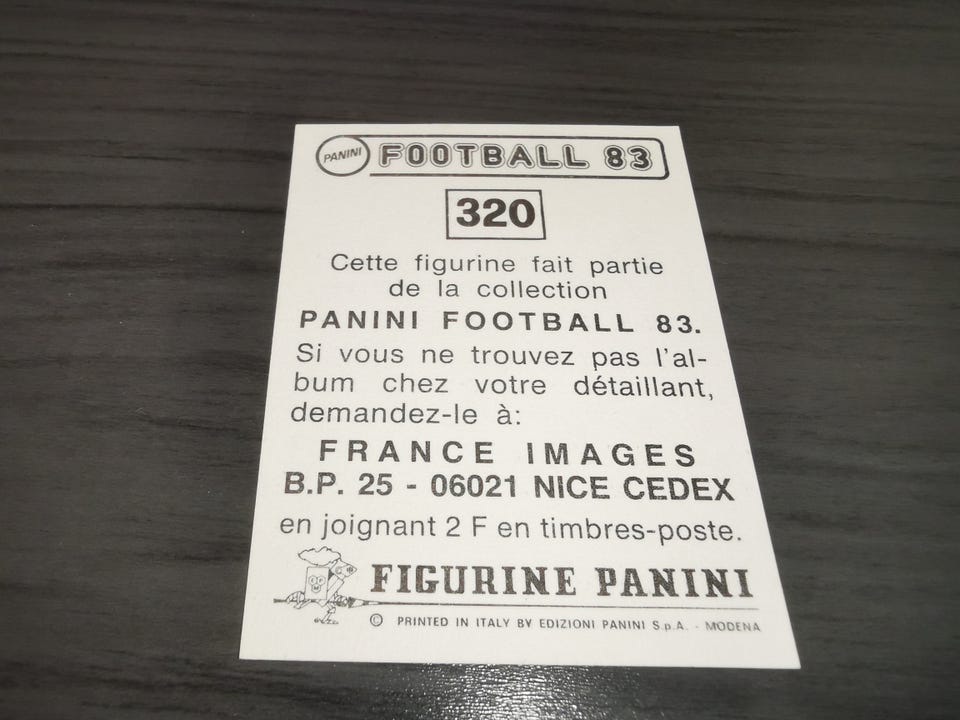 PANINI FOOTBALL 83
320
Cette figurine fait partie
de la collection
PANINI FOOTBALL 83.
Si vous ne trouvez pas l'al-
bum chez votre détaillant,
demandez-le à:
FRANCE IMAGES
B.P. 25 - 06021 NICE CEDEX
en joignant 2 F en timbres-poste.
FIGURINE PANINI
© PRINTED IN ITALY BY EDIZIONI PANINI S.p.A. - MODENA